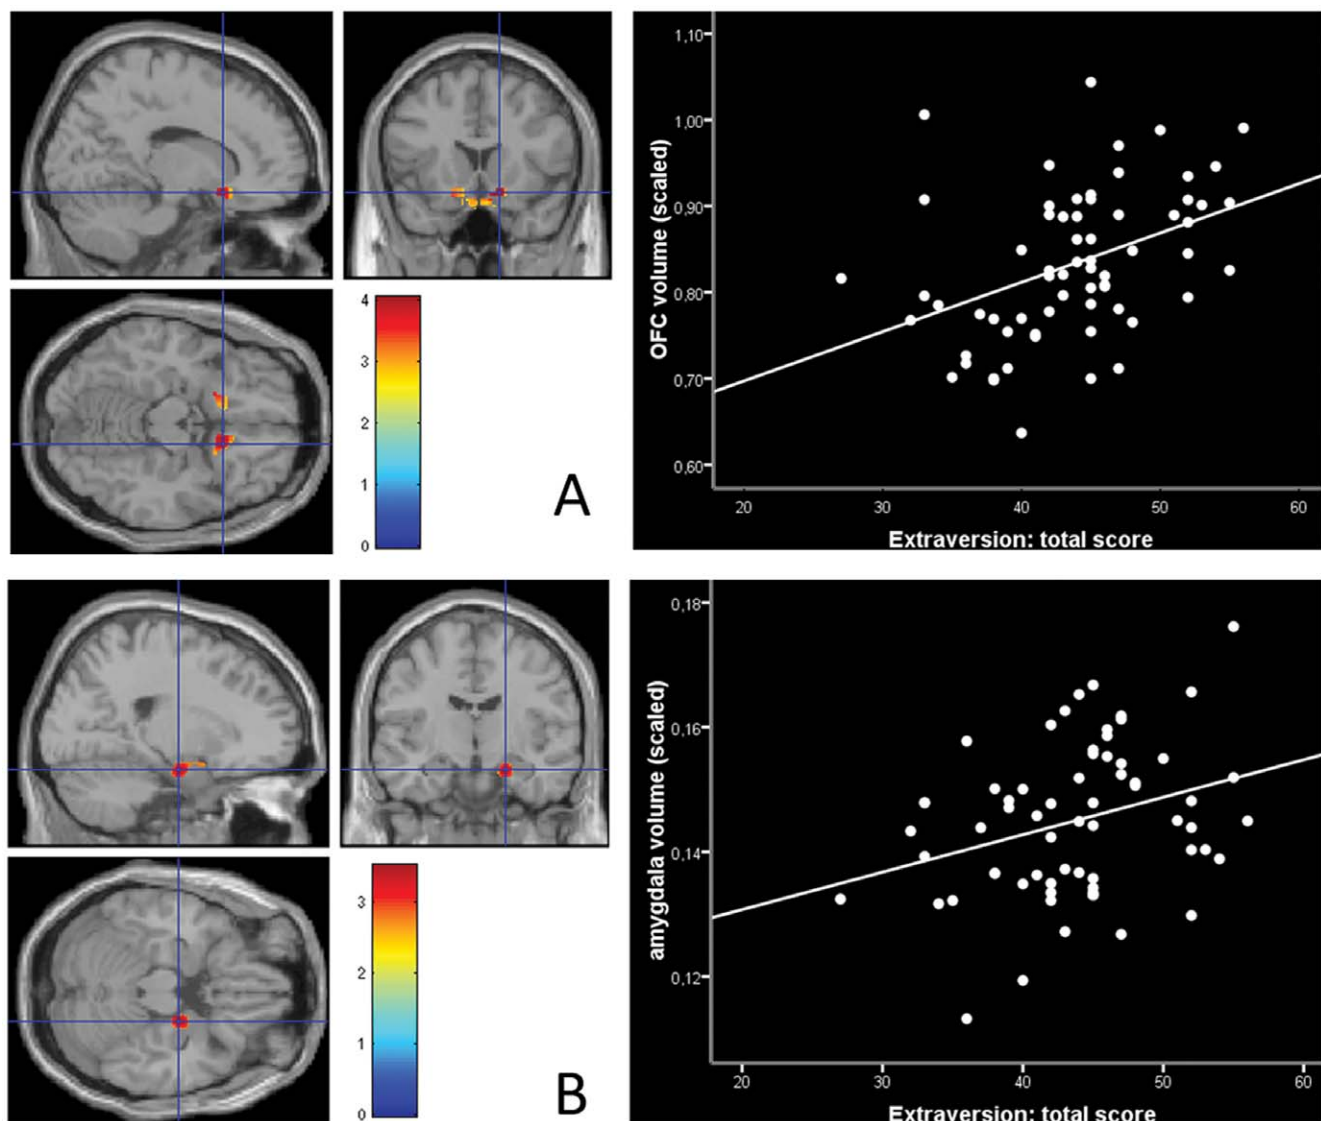 4
3
2
1
0
A
1,10
1,00
0,90
0,80
0,70
0,60
OFC volume (scaled)
20 30 40 50 60
Extraversion: total score
3
2
1
0
B
0,18
0,16
0,14
0,12
amygdala volume (scaled)
20 30 40 50 60
Extraversion: total score